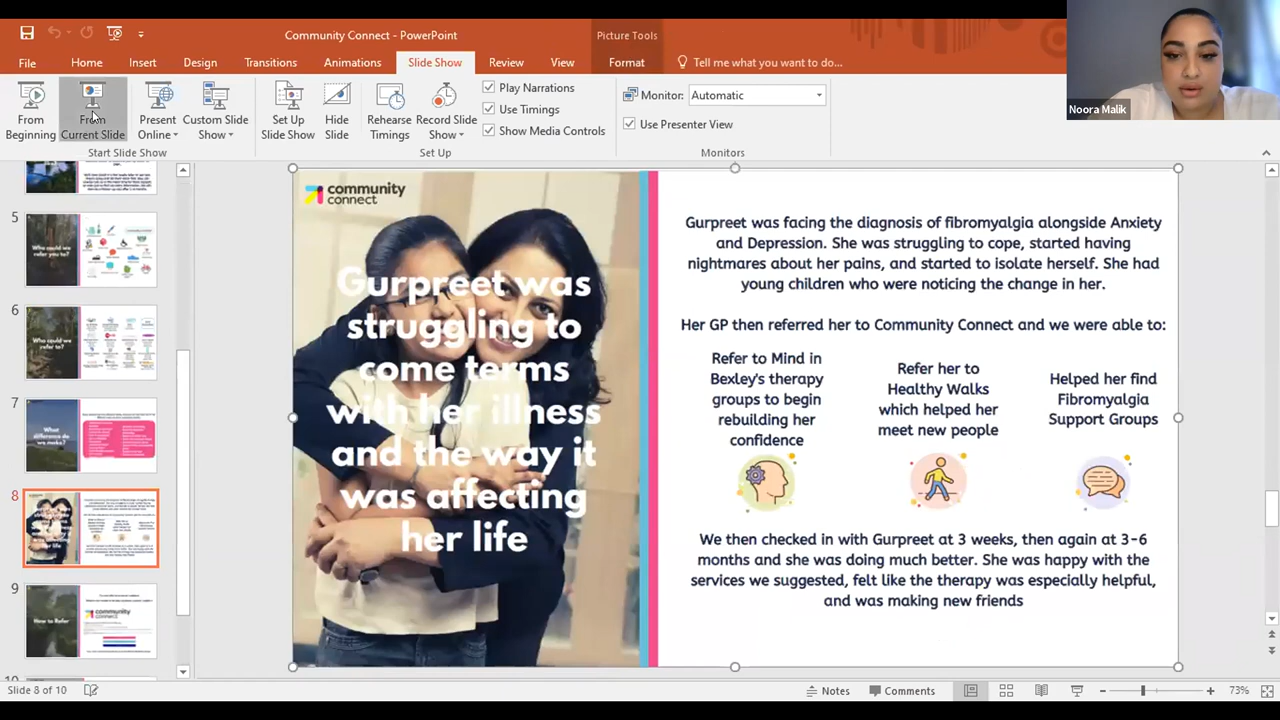 Community Connect - PowerPoint
Picture Tools
File
Home
Insert
Design
Transitions
Animations
Slide Show
Review
View
Format
Tell me what you want to do...
Noora Malik
From
Beginning
From
Current Slide
Present
Online
Custom Slide
Show
Set Up
Slide Show
Hide
Slide
Rehearse
Timings
Record Slide
Show
Play Narrations
Use Timings
Show Media Controls
Monitor:
Automatic
Use Presenter View
Start Slide Show
Set Up
Monitors
5
Who could we
refer you to?
6
Who could we
refer to?
7
What
difference do
we make?
8
9
How to Refer
community
connect
community
connect
Gurpreet was
struggling to
come terms
with her illness
and the way it
was affecting
her life
Gurpreet was facing the diagnosis of fibromyalgia alongside Anxiety
and Depression. She was struggling to cope, started having
nightmares about her pains, and started to isolate herself. She had
young children who were noticing the change in her.
Her GP then referred her to Community Connect and we were able to:
Refer to Mind in
Bexley's therapy
groups to begin
rebuilding her
confidence
Refer her to
Healthy Walks
which helped her
meet new people
Helped her find
Fibromyalgia
Support Groups
We then checked in with Gurpreet at 3 weeks, then again at 3-6
months and she was doing much better. She was happy with the
services we suggested, felt like the therapy was especially helpful,
and was making new friends
Slide 8 of 10
Notes
Comments
73%